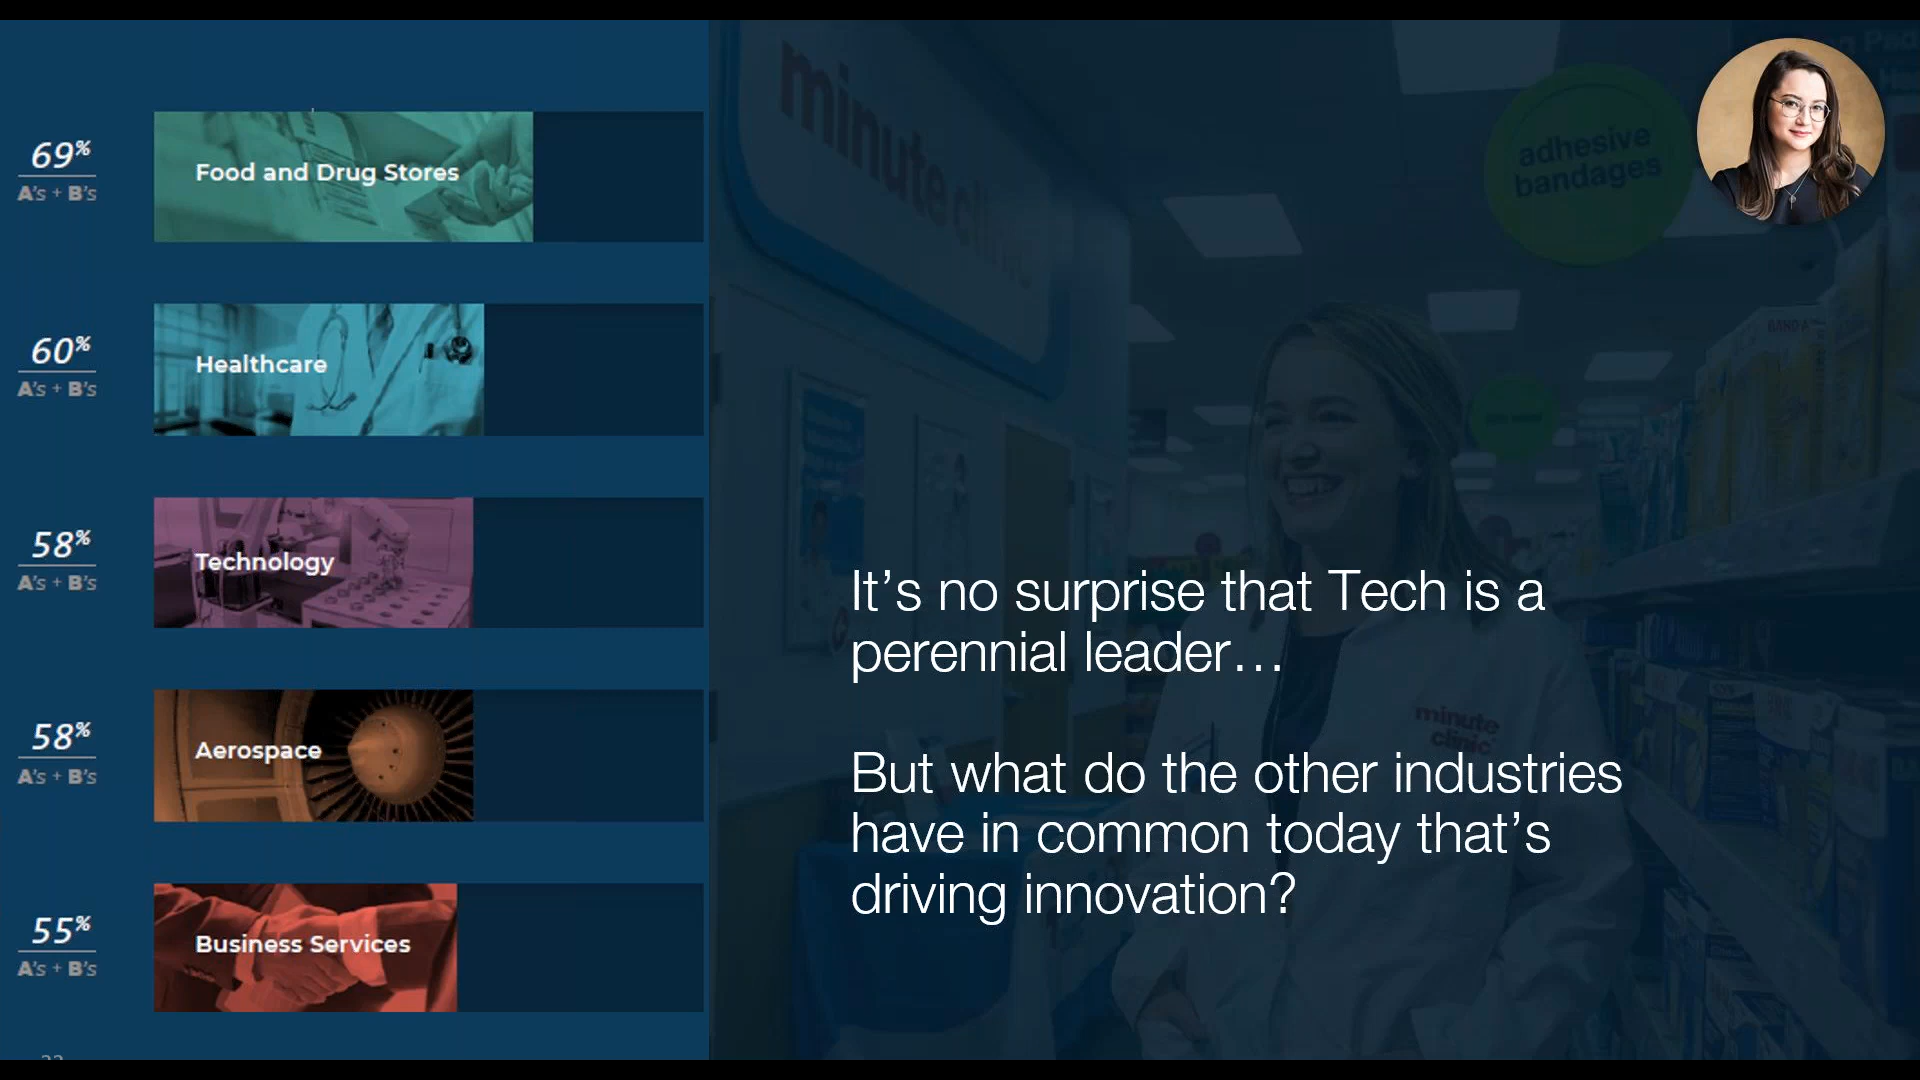 69%
A's + B's
Food and Drug Stores
60%
A's + B's
Healthcare
58%
A's + B's
Technology
58%
A's + B's
Aerospace
55%
A's + B's
Business Services
minute clinic
adhesive
bandages
It’s no surprise that Tech is a
perennial leader…
But what do the other industries
have in common today that’s
driving innovation?
minute
clinic